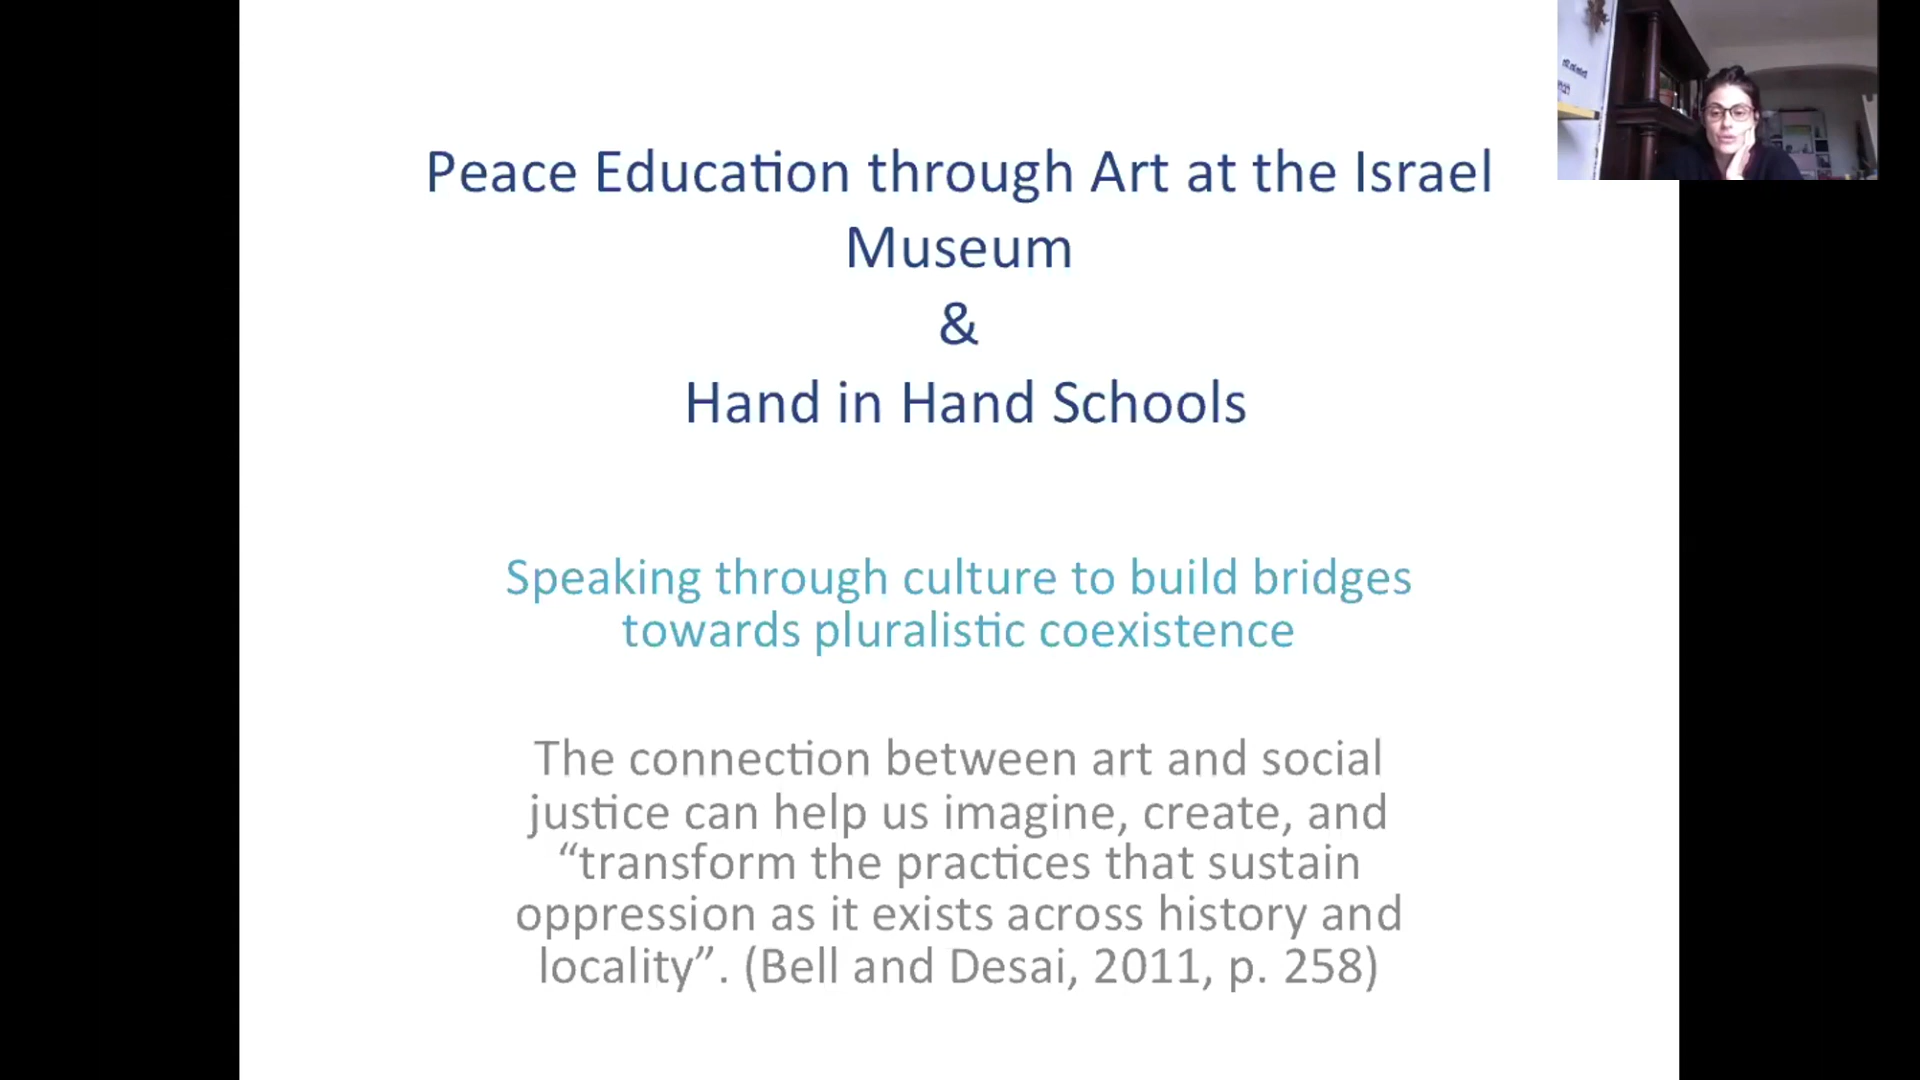 Peace Education through Art at the Israel
Museum
&
Hand in Hand Schools
Speaking through culture to build bridges
towards pluralistic coexistence
The connection between art and social
justice can help us imagine, create, and
“transform the practices that sustain
oppression as it exists across history and
locality”. (Bell and Desai, 2011, p. 258)